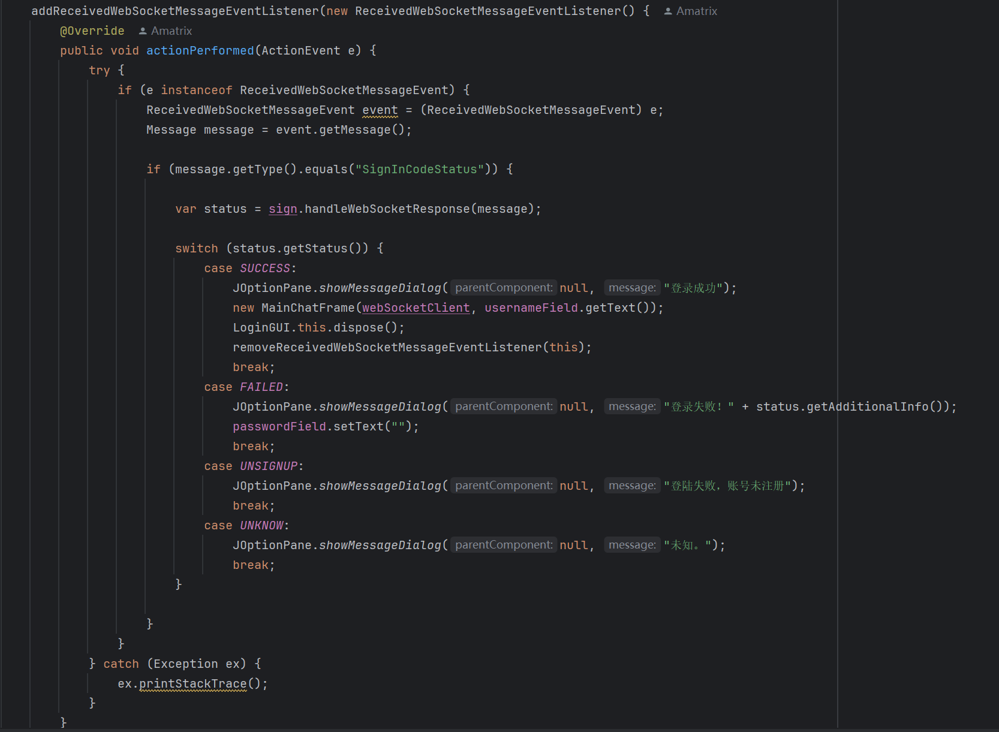 addReceivedWebSocketMessageEventListener(new ReceivedWebSocketMessageEventListener() { Amatrix
@Override Amatrix
public void actionPerformed(ActionEvent e) {
try {
if (e instanceof ReceivedWebSocketMessageEvent) {
ReceivedWebSocketMessageEvent event = (ReceivedWebSocketMessageEvent) e;
Message message = event.getMessage();
if (message.getType().equals("SignInCodeStatus")) {
var status = sign.handleWebSocketResponse(message);
switch (status.getStatus()) {
case SUCCESS:
JOptionPane.showMessageDialog( parentComponent: null, message: "登录成功");
new MainChatFrame(webSocketClient, usernameField.getText());
LoginGUI.this.dispose();
removeReceivedWebSocketMessageEventListener(this);
break;
case FAILED:
JOptionPane.showMessageDialog( parentComponent: null, message: "登录失败！" + status.getAdditionalInfo());
passwordField.setText("");
break;
case UNSIGNUP:
JOptionPane.showMessageDialog( parentComponent: null, message: "登陆失败，账号未注册");
break;
case UNKNOW:
JOptionPane.showMessageDialog( parentComponent: null, message: "未知。");
break;
}
}
}
} catch (Exception ex) {
ex.printStackTrace();
}
}